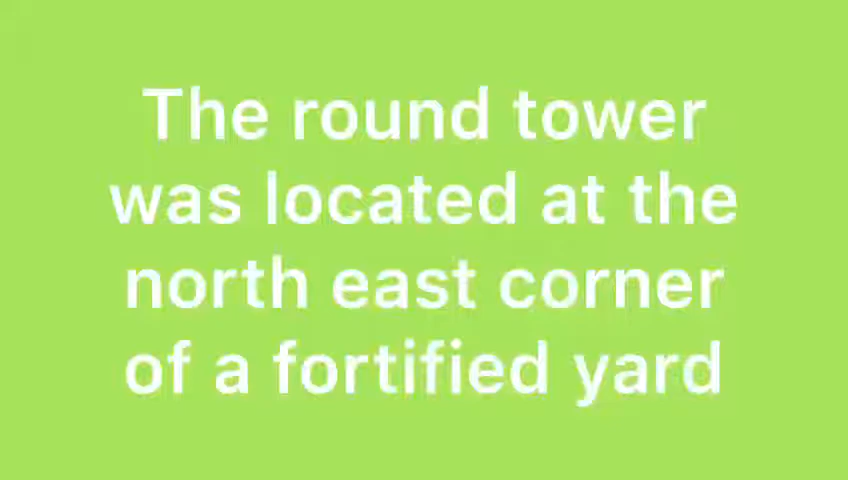 The round tower
was located at the
north east corner
of a fortified yard